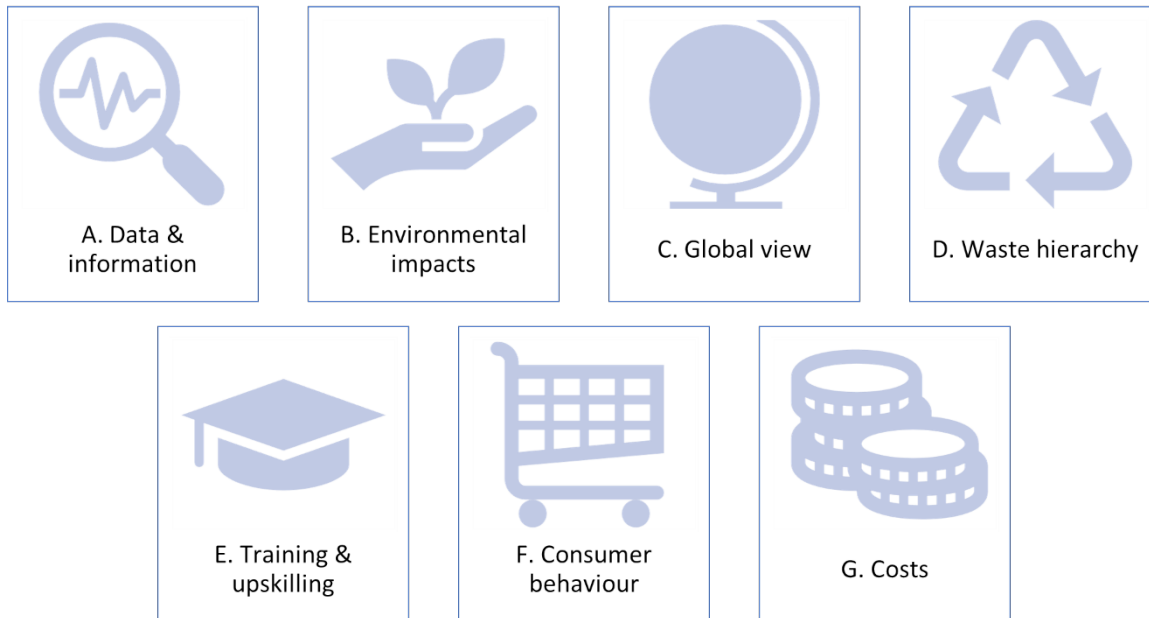 A. Data &
information
B. Environmental
impacts
C. Global view
D. Waste hierarchy
E. Training &
upskilling
F. Consumer
behaviour
G. Costs